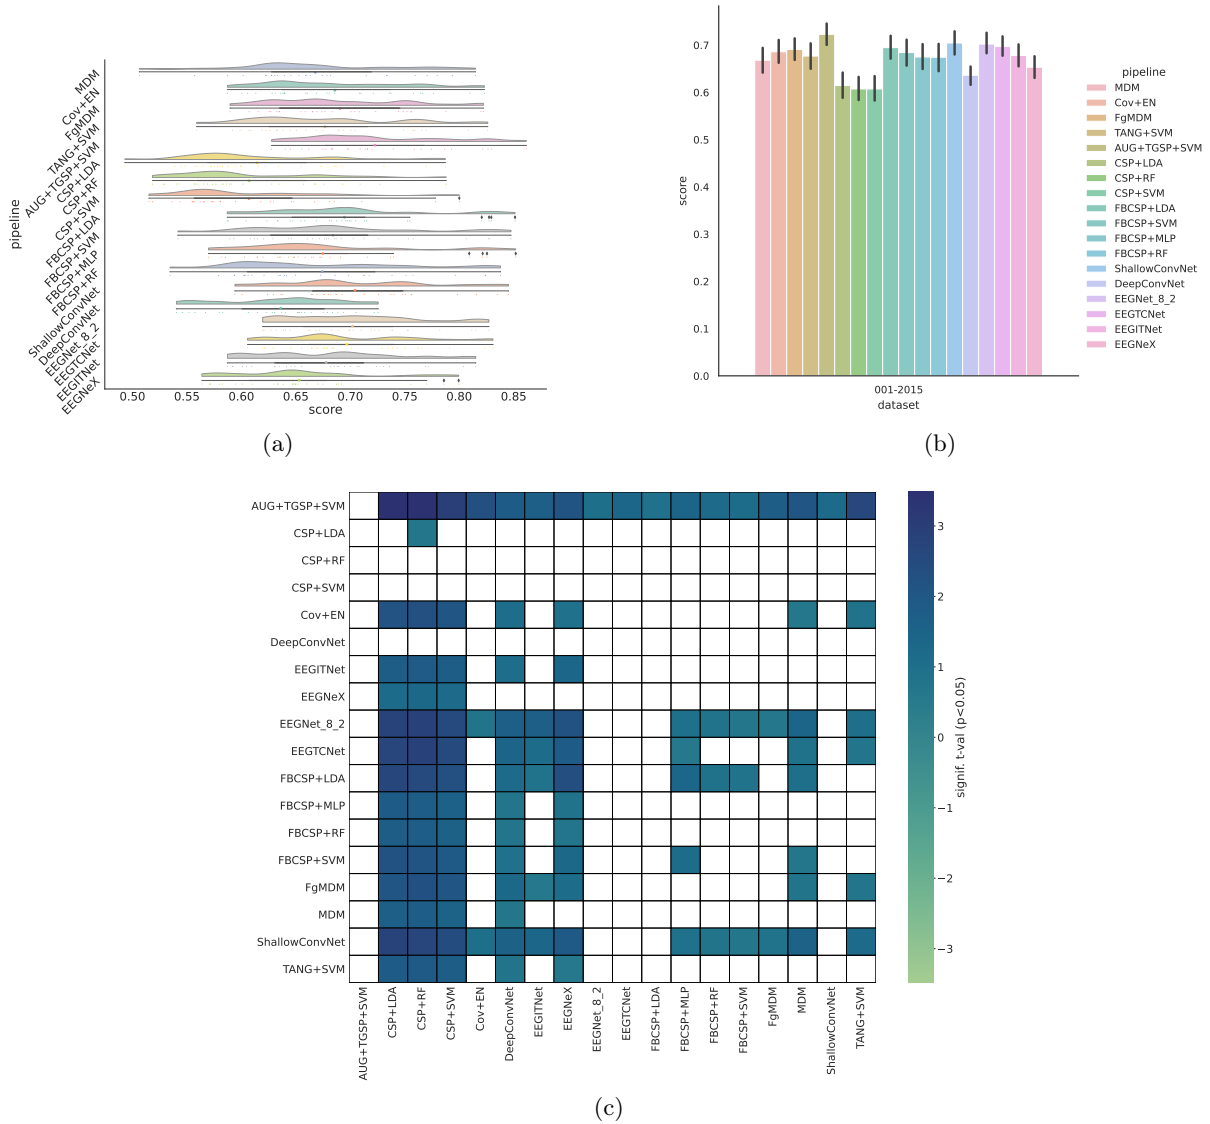 pipeline
MDM
Cov+EN
FgMDM
TANG+SVM
AUG+TGSP+SVM
CSP+LDA
CSP+RF
CSP+SVM
FBCSP+LDA
FBCSP+SVM
FBCSP+MLP
FBCSP+RF
ShallowConvNet
DeepConvNet
EEGNet_8_2
EEGTCNet
EEGITNet
EEGNeX
0.50 0.55 0.60 0.65 0.70 0.75 0.80 0.85
score
(a)
score
0.7
0.6
0.5
0.4
0.3
0.2
0.1
0.0
001-2015
dataset
pipeline
MDM
Cov+EN
FgMDM
TANG+SVM
AUG+TGSP+SVM
CSP+LDA
CSP+RF
CSP+SVM
FBCSP+LDA
FBCSP+SVM
FBCSP+MLP
FBCSP+RF
ShallowConvNet
DeepConvNet
EEGNet_8_2
EEGTCNet
EEGITNet
EEGNeX
(b)
AUG+TGSP+SVM
CSP+LDA
CSP+RF
CSP+SVM
Cov+EN
DeepConvNet
EEGITNet
EEGNeX
EEGNet_8_2
EEGTCNet
FBCSP+LDA
FBCSP+MLP
FBCSP+RF
FBCSP+SVM
FgMDM
MDM
ShallowConvNet
TANG+SVM
AUG+TGSP+SVM
CSP+LDA
CSP+RF
CSP+SVM
Cov+EN
DeepConvNet
EEGITNet
EEGNeX
EEGNet_8_2
EEGTCNet
FBCSP+LDA
FBCSP+MLP
FBCSP+RF
FBCSP+SVM
FgMDM
MDM
ShallowConvNet
TANG+SVM
3
2
1
0
−1
−2
−3
signif. t-val (p<0.05)
(c)